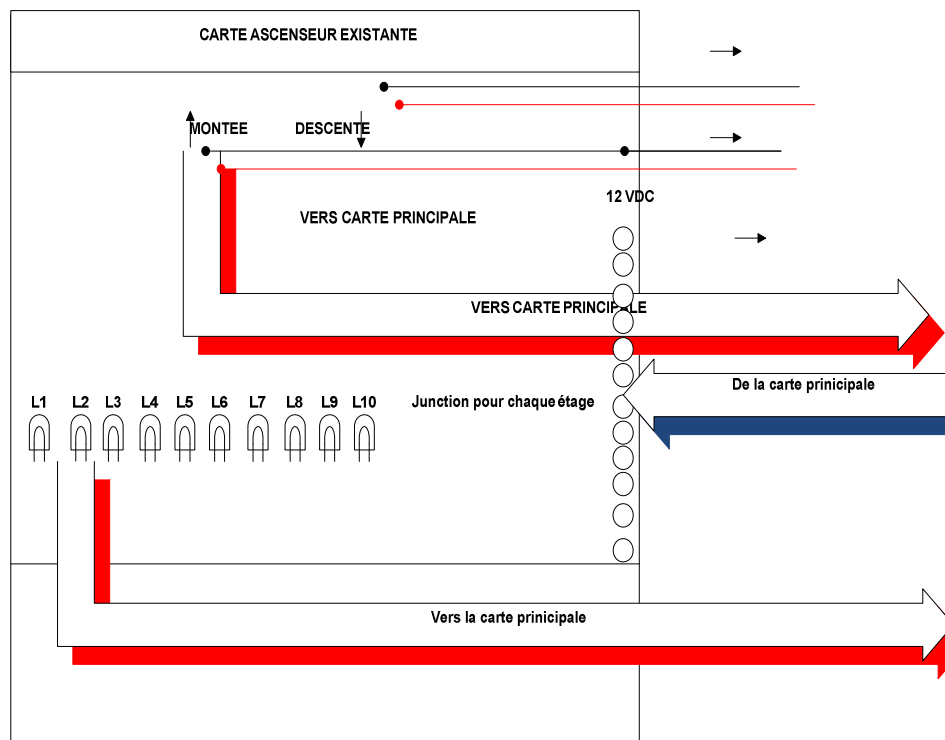 CARTE ASCENSEUR EXISTANTE
MONTEE DESCENTE
12 VDC
VERS CARTE PRINCIPALE
VERS CARTE PRINCIPALE
De la carte prinicipale
L1 L2 L3 L4 L5 L6 L7 L8 L9 L10 Junction pour chaque étage
Vers la carte prinicipale